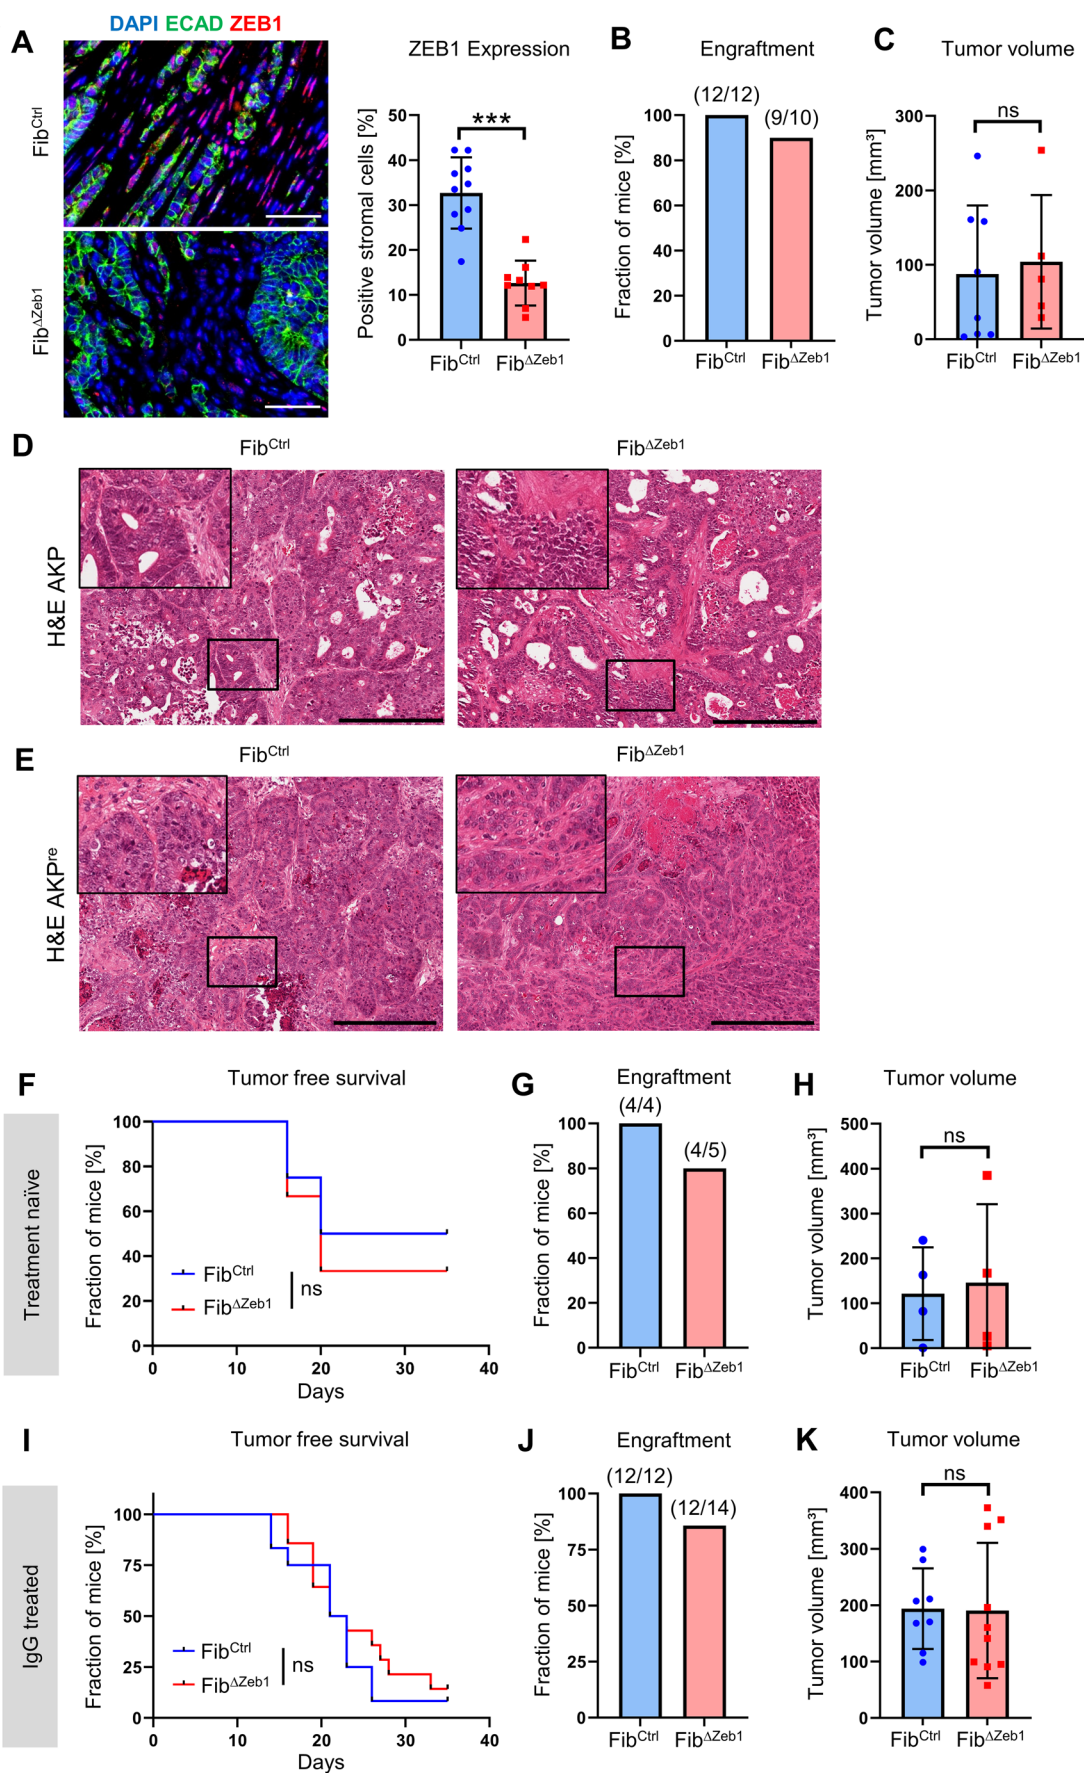 A
DAPI ECAD ZEB1
Fib^Ctrl
Fib^ΔZeb1
ZEB1 Expression
Positive stromal cells [%]
50
40
30
20
10
0
***
Fib^Ctrl
Fib^ΔZeb1
B
Engraftment
Fraction of mice [%]
(12/12)
(9/10)
100
80
60
40
20
0
Fib^Ctrl
Fib^ΔZeb1
C
Tumor volume
Tumor volume [mm³]
300
200
100
0
ns
Fib^Ctrl
Fib^ΔZeb1
D
Fib^Ctrl
Fib^ΔZeb1
H&E AKP
E
Fib^Ctrl
Fib^ΔZeb1
H&E AKP^re
Treatment naïve
F
Tumor free survival
Fraction of mice [%]
100
80
60
40
20
0
Fib^Ctrl
Fib^ΔZeb1
ns
0
10
20
30
40
Days
G
Engraftment
Fraction of mice [%]
(4/4)
(4/5)
100
80
60
40
20
0
Fib^Ctrl
Fib^ΔZeb1
H
Tumor volume
Tumor volume [mm³]
500
400
300
200
100
0
ns
Fib^Ctrl
Fib^ΔZeb1
IgG treated
I
Tumor free survival
Fraction of mice [%]
100
75
50
25
0
Fib^Ctrl
Fib^ΔZeb1
ns
0
10
20
30
40
Days
J
Engraftment
Fraction of mice [%]
(12/12)
(12/14)
100
75
50
25
0
Fib^Ctrl
Fib^ΔZeb1
K
Tumor volume
Tumor volume [mm³]
400
300
200
100
0
ns
Fib^Ctrl
Fib^ΔZeb1